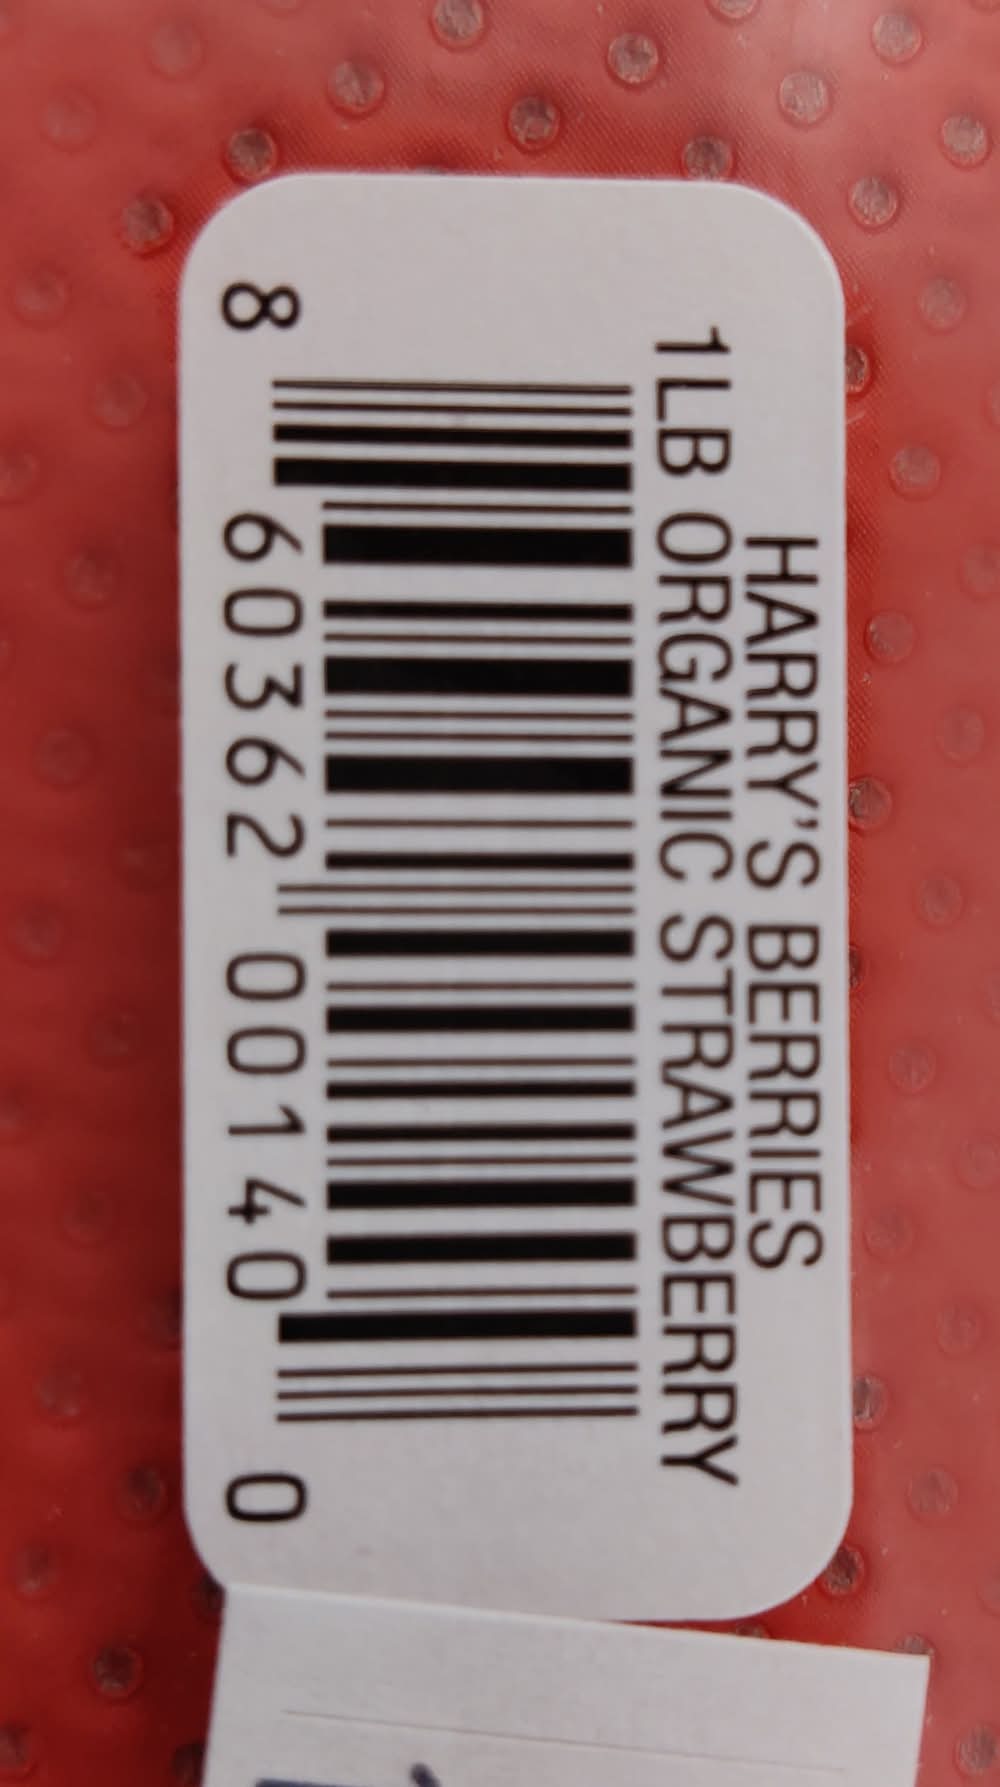 HARRY'S BERRIES
1LB ORGANIC STRAWBERRY
8 60362 00140 0